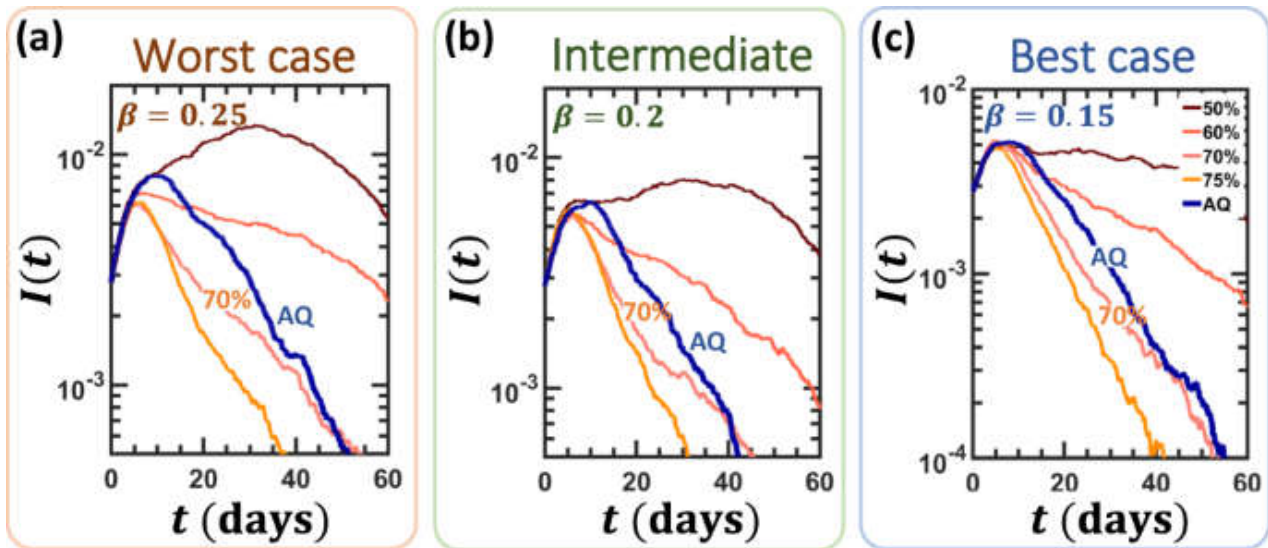 (a)
Worst case
β = 0.25
10⁻²
10⁻³
I(t)
70%
AQ
0 20 40 60
t (days)
(b)
Intermediate
β = 0.2
10⁻²
10⁻³
I(t)
70%
AQ
0 20 40 60
t (days)
(c)
Best case
β = 0.15
50%
60%
70%
75%
AQ
10⁻²
10⁻³
10⁻⁴
I(t)
AQ
70%
0 20 40 60
t (days)